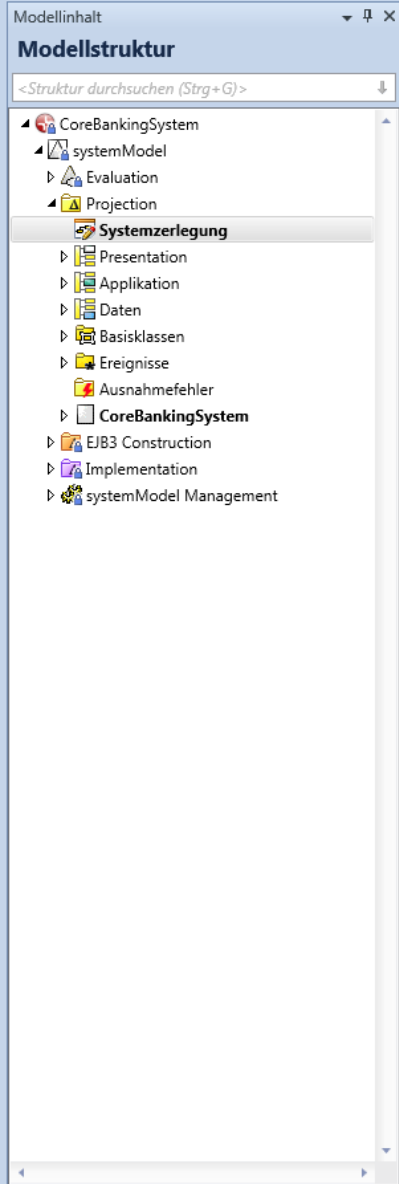 Modellinhalt
Modellstruktur
<Struktur durchsuchen (Strg+G)>
CoreBankingSystem
systemModel
Evaluation
Projection
Systemzerlegung
Presentation
Applikation
Daten
Basisklassen
Ereignisse
Ausnahmefehler
CoreBankingSystem
EJB3 Construction
Implementation
systemModel Management